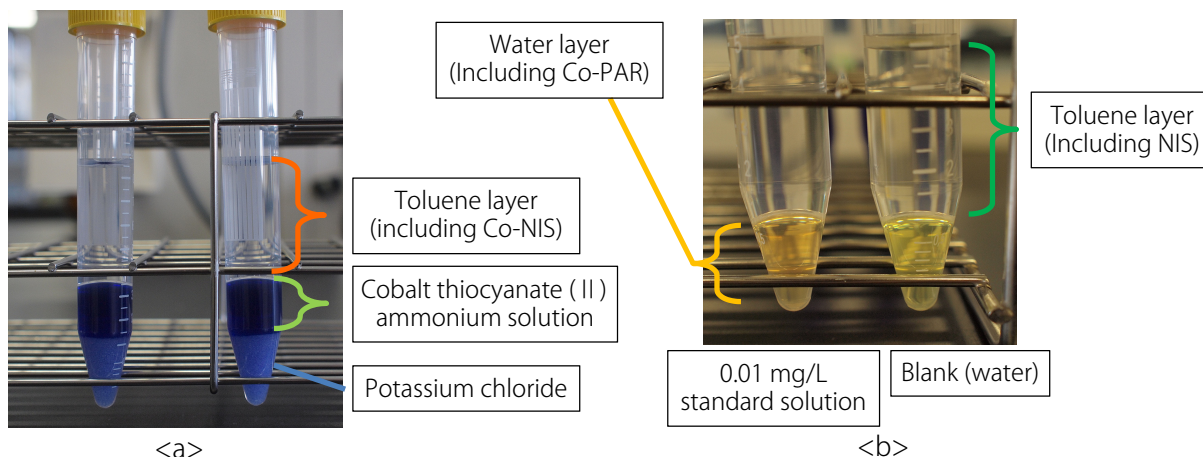 Water layer
(Including Co-PAR)
Toluene layer
(Including NIS)
Toluene layer
(including Co-NIS)
Cobalt thiocyanate (Ⅱ)
ammonium solution
Potassium chloride
0.01 mg/L
standard solution
Blank (water)
<a>
<b>